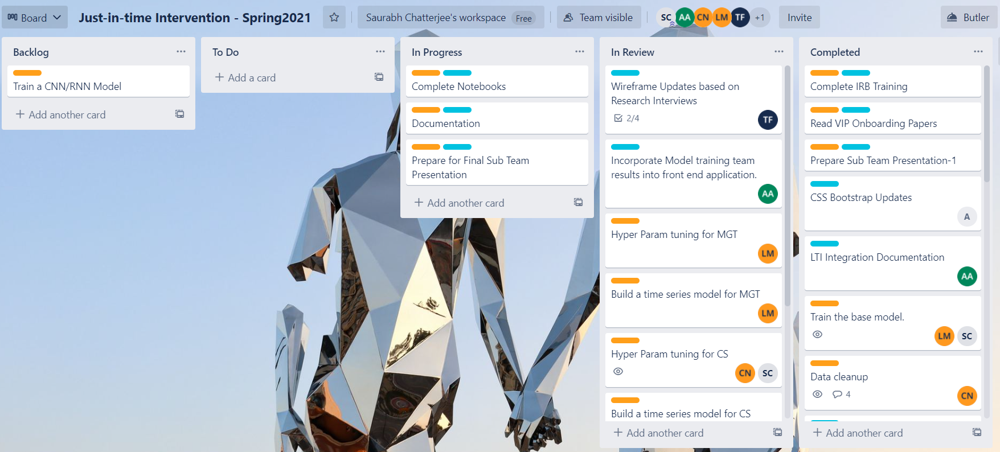 Board
Just-in-time Intervention - Spring2021
Saurabh Chatterjee's workspace Free
Team visible
SC AA CN LM TF +1
Invite
Butler
Backlog
Train a CNN/RNN Model
+ Add another card
To Do
+ Add a card
In Progress
Complete Notebooks
Documentation
Prepare for Final Sub Team
Presentation
+ Add another card
In Review
Wireframe Updates based on
Research Interviews
2/4
TF
Incorporate Model training team
results into front end application.
AA
Hyper Param tuning for MGT
LM
Build a time series model for MGT
LM
Hyper Param tuning for CS
CN SC
Build a time series model for CS
+ Add another card
Completed
Complete IRB Training
Read VIP Onboarding Papers
Prepare Sub Team Presentation-1
CSS Bootstrap Updates
A
LTI Integration Documentation
AA
Train the base model.
LM SC
Data cleanup
4
CN
+ Add another card